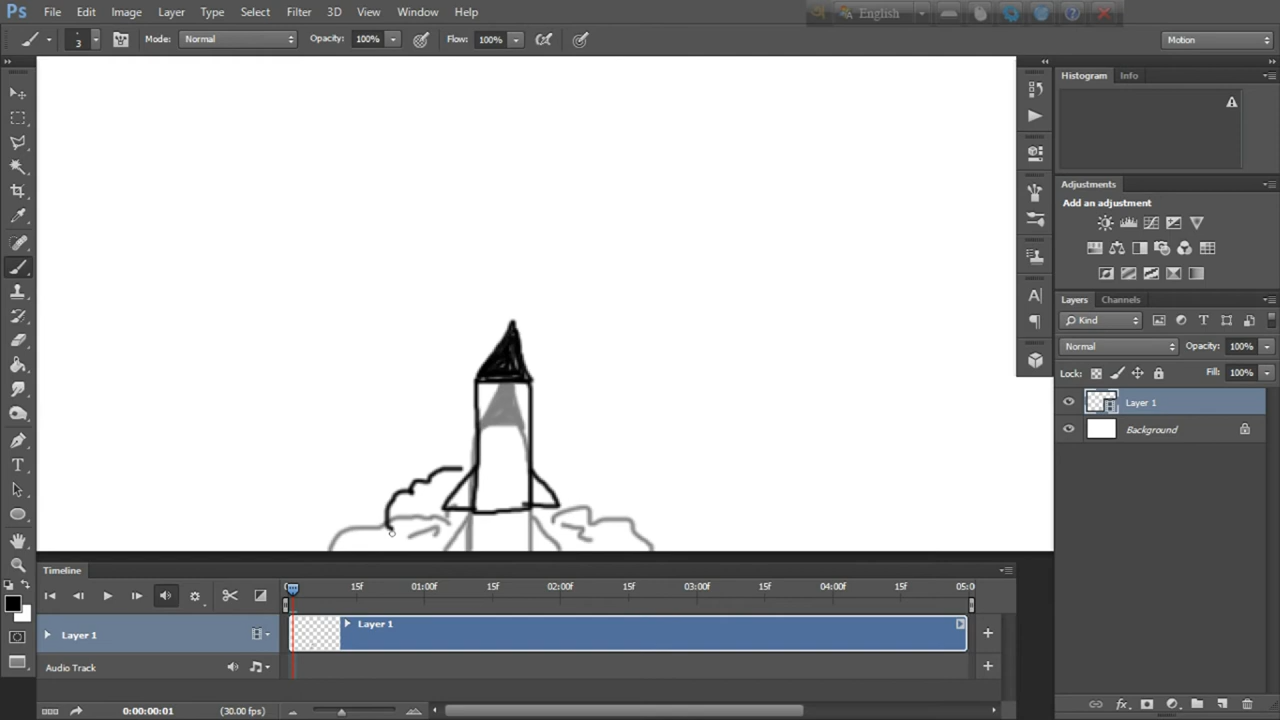 Ps File Edit Image Layer Type Select Filter 3D View Window Help English
3 Mode: Normal Opacity: 100% Flow: 100% Motion
Histogram Info
Adjustments
Add an adjustment
Layers Channels
Kind
Normal Opacity: 100%
Lock: Fill: 100%
Layer 1
Background
Timeline
15f 01:00f 15f 02:00f 15f 03:00f 15f 04:00f 15f 05:0
Layer 1 Layer 1
Audio Track
0:00:00:01 (30.00 fps)